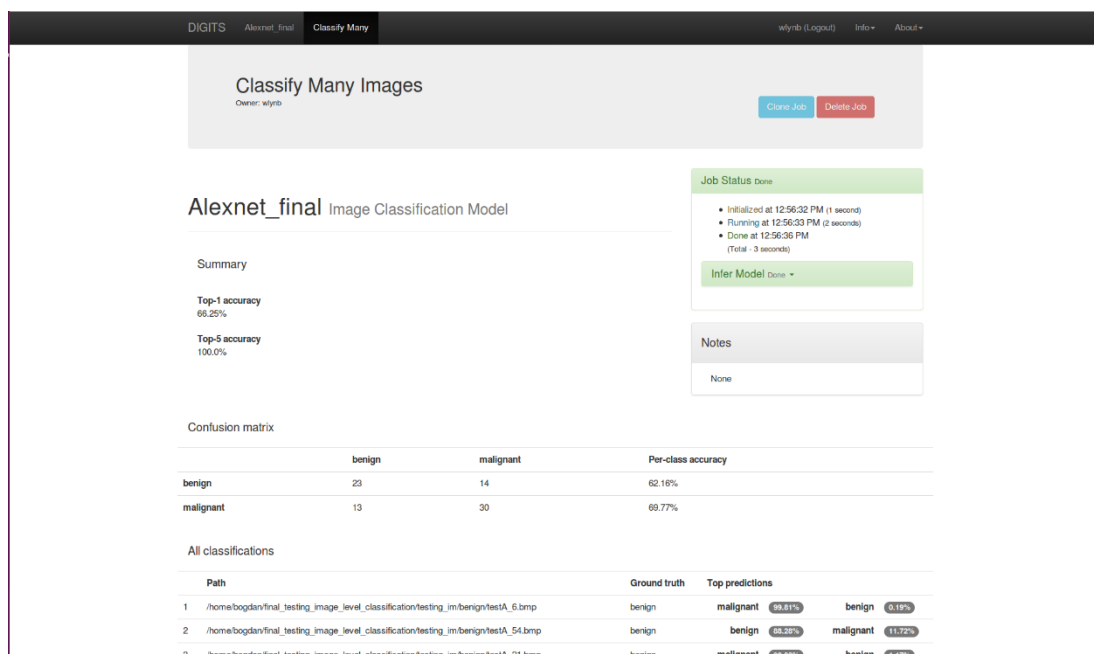 DIGITS Alexnet_final Classify Many wlynb (Logout) Info About
Classify Many Images
Owner: wlynb
Clone Job Delete Job
Alexnet_final Image Classification Model
Summary
Top-1 accuracy
66.25%
Top-5 accuracy
100.0%
Job Status Done
Initialized at 12:56:32 PM (1 second)
Running at 12:56:33 PM (2 seconds)
Done at 12:56:36 PM
(Total - 3 seconds)
Infer Model Done
Notes
None
Confusion matrix
benign malignant Per-class accuracy
benign 23 14 62.16%
malignant 13 30 69.77%
All classifications
Path Ground truth Top predictions
1 /home/bogdan/final_testing_image_level_classification/testing_im/benign/testA_6.bmp benign malignant 99.81% benign 0.19%
2 /home/bogdan/final_testing_image_level_classification/testing_im/benign/testA_54.bmp benign benign 88.28% malignant 11.72%